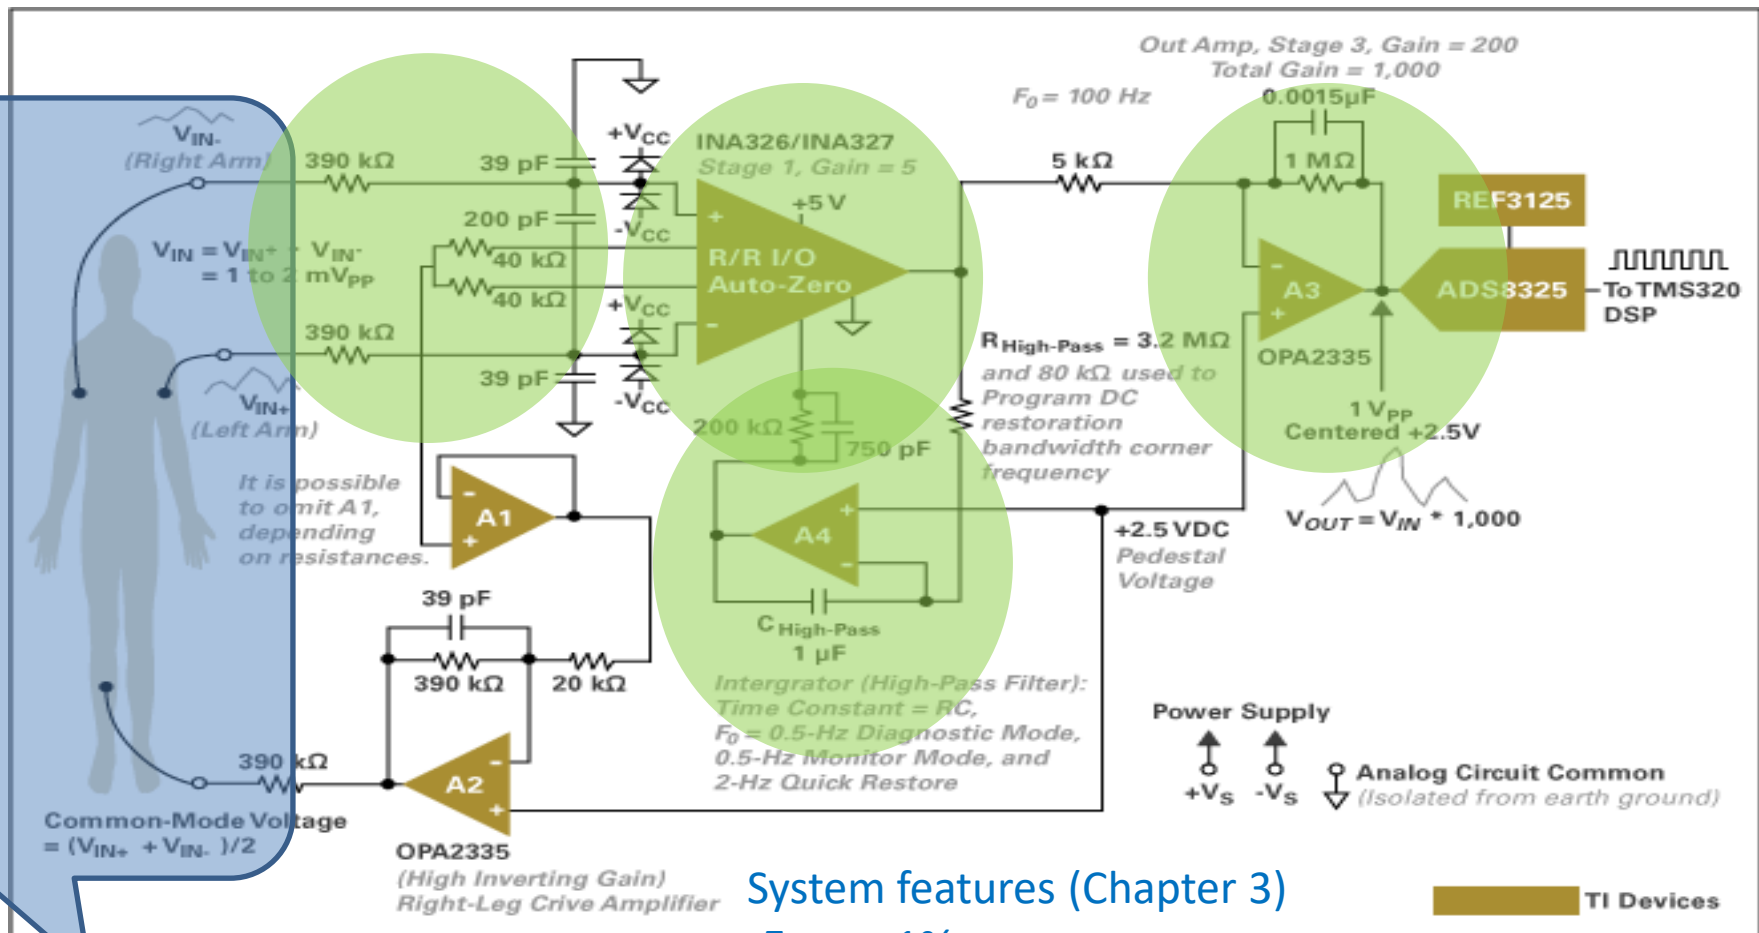 Out Amp, Stage 3, Gain = 200
Total Gain = 1,000
F0 = 100 Hz
0.0015µF
VIN-
(Right Arm)
390 kΩ
39 pF
+VCC
INA326/INA327
Stage 1, Gain = 5
5 kΩ
1 MΩ
REF3125
200 pF
-VCC
+5 V
+
VIN = VIN+ - VIN-
= 1 to 2 mVPP
40 kΩ
R/R I/O
Auto-Zero
40 kΩ
-
A3
+
ADS8325
To TMS320
DSP
+VCC
-
390 kΩ
39 pF
-VCC
OPA2335
RHigh-Pass = 3.2 MΩ
and 80 kΩ used to
Program DC
restoration
bandwidth corner
frequency
VIN+
(Left Arm)
200 kΩ
750 pF
1 VPP
Centered +2.5V
It is possible
to omit A1,
depending
on resistances.
-
A1
+
+
A4
-
+2.5 VDC
Pedestal
Voltage
VOUT = VIN * 1,000
39 pF
CHigh-Pass
1 µF
390 kΩ
20 kΩ
Intergrator (High-Pass Filter):
Time Constant = RC,
F0 = 0.5-Hz Diagnostic Mode,
0.5-Hz Monitor Mode, and
2-Hz Quick Restore
Power Supply
+VS
-VS
Analog Circuit Common
(Isolated from earth ground)
390 kΩ
-
A2
+
Common-Mode Voltage
= (VIN+ + VIN- )/2
OPA2335
(High Inverting Gain)
Right-Leg Crive Amplifier
System features (Chapter 3)
TI Devices